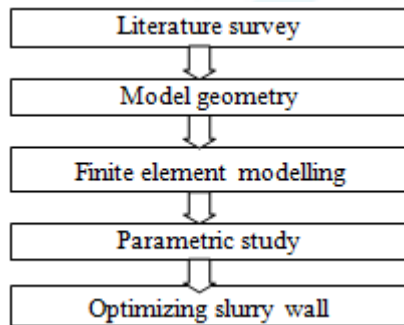 Literature survey
Model geometry
Finite element modelling
Parametric study
Optimizing slurry wall